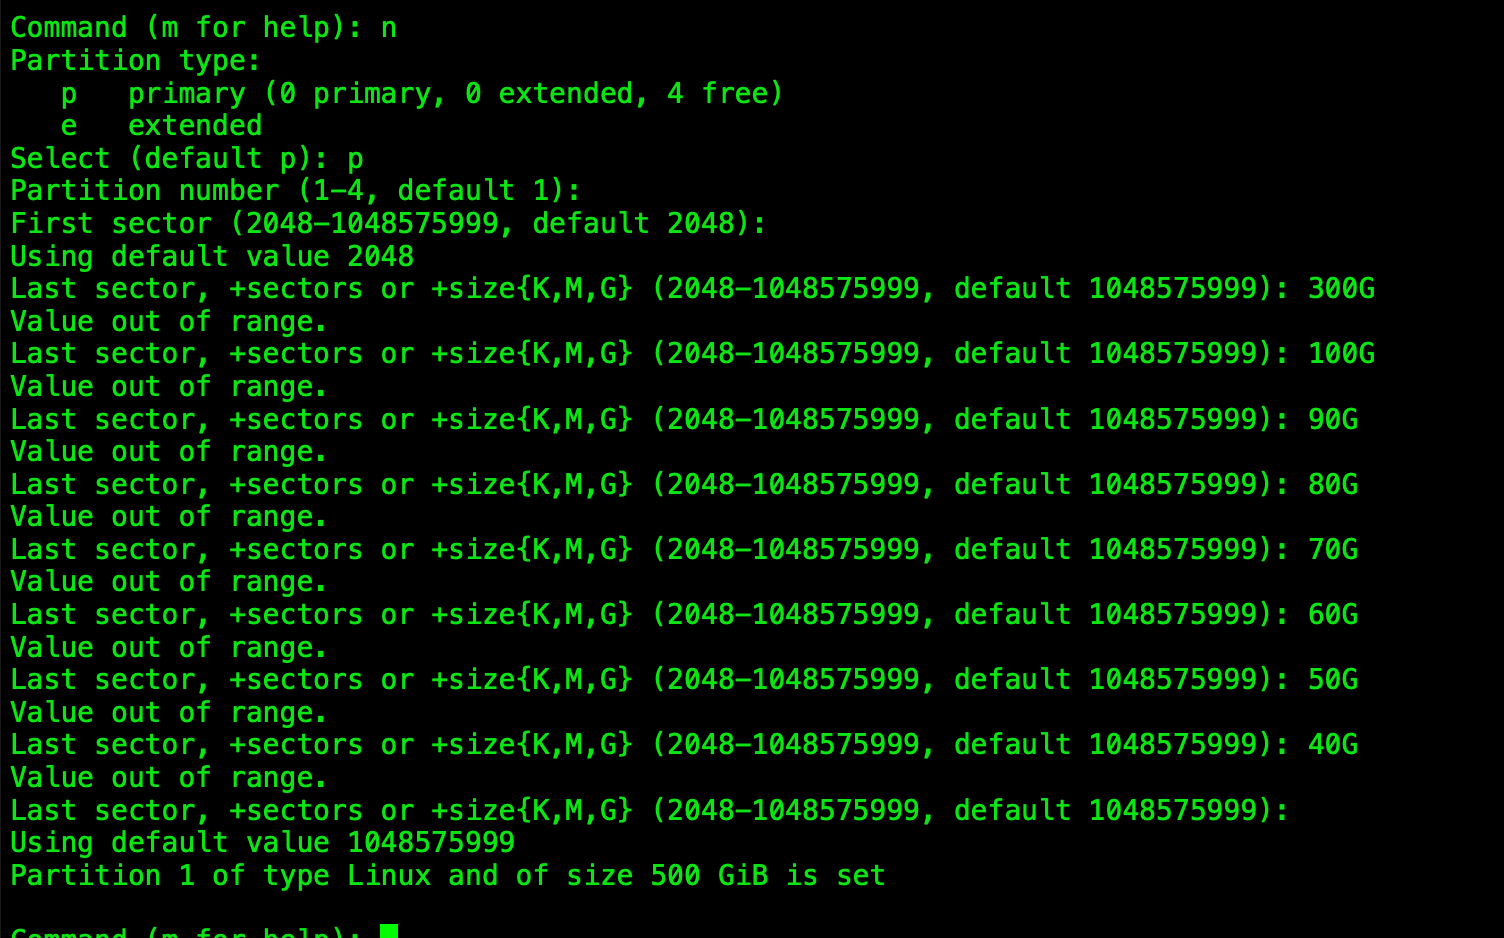 Command (m for help): n
Partition type:
   p   primary (0 primary, 0 extended, 4 free)
   e   extended
Select (default p): p
Partition number (1-4, default 1):
First sector (2048-1048575999, default 2048):
Using default value 2048
Last sector, +sectors or +size{K,M,G} (2048-1048575999, default 1048575999): 300G
Value out of range.
Last sector, +sectors or +size{K,M,G} (2048-1048575999, default 1048575999): 100G
Value out of range.
Last sector, +sectors or +size{K,M,G} (2048-1048575999, default 1048575999): 90G
Value out of range.
Last sector, +sectors or +size{K,M,G} (2048-1048575999, default 1048575999): 80G
Value out of range.
Last sector, +sectors or +size{K,M,G} (2048-1048575999, default 1048575999): 70G
Value out of range.
Last sector, +sectors or +size{K,M,G} (2048-1048575999, default 1048575999): 60G
Value out of range.
Last sector, +sectors or +size{K,M,G} (2048-1048575999, default 1048575999): 50G
Value out of range.
Last sector, +sectors or +size{K,M,G} (2048-1048575999, default 1048575999): 40G
Value out of range.
Last sector, +sectors or +size{K,M,G} (2048-1048575999, default 1048575999):
Using default value 1048575999
Partition 1 of type Linux and of size 500 GiB is set
Command (m for help):